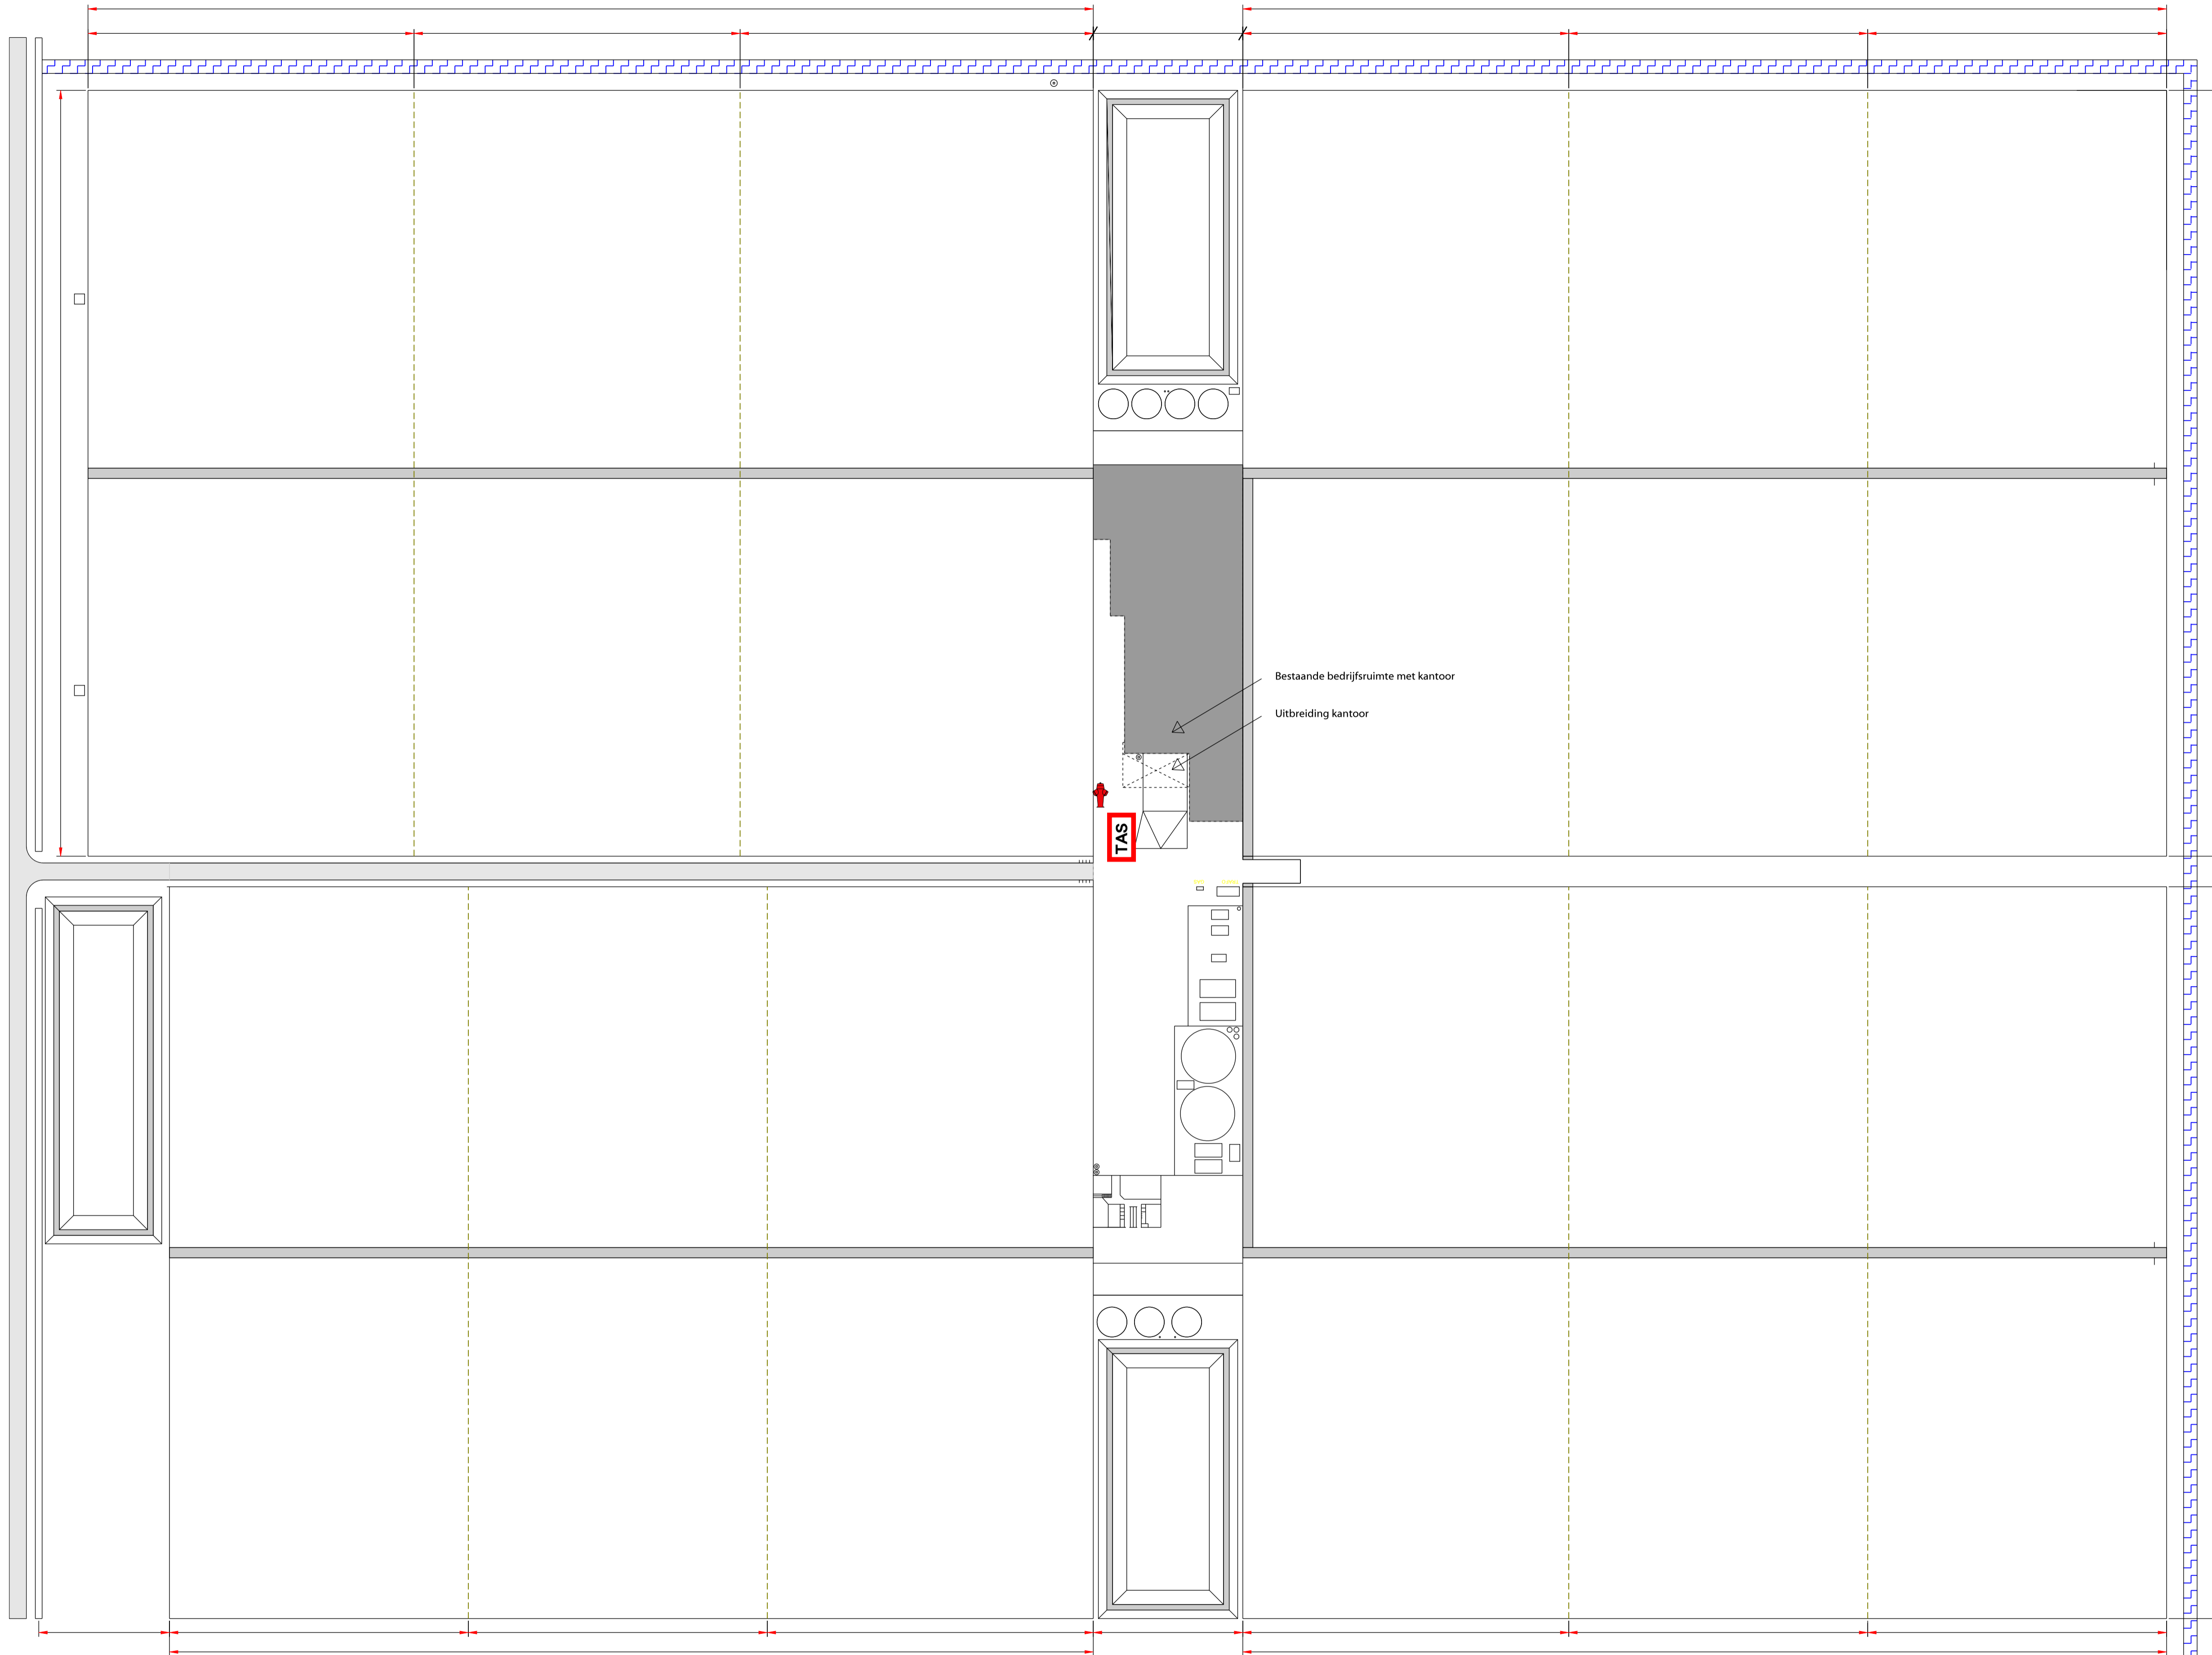 Bestaande bedrijfsruimte met kantoor
Uitbreiding kantoor
TAS